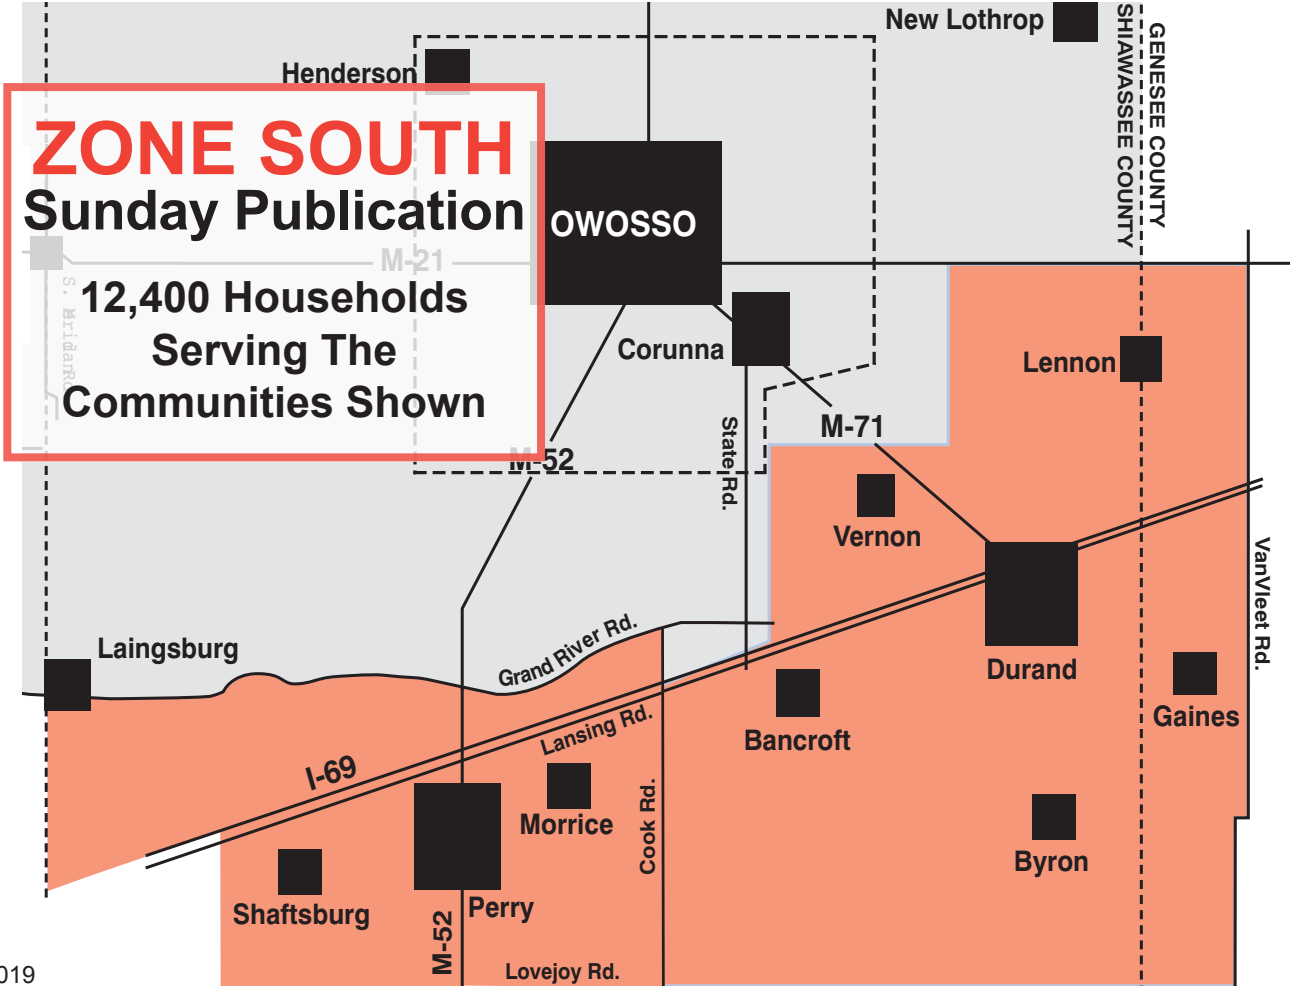 New Lothrop
SHIAWASSEE COUNTY
GENESEE COUNTY
Henderson
ZONE SOUTH
Sunday Publication
12,400 Households
Serving The
Communities Shown
OWOSSO
M-21
Corunna
Lennon
M-71
State Rd.
M-52
Vernon
VanVleet Rd.
Grand River Rd.
Laingsburg
Durand
Gaines
Lansing Rd.
Bancroft
I-69
Morrice
Cook Rd.
Byron
Shaftsburg
Perry
M-52
Lovejoy Rd.
019